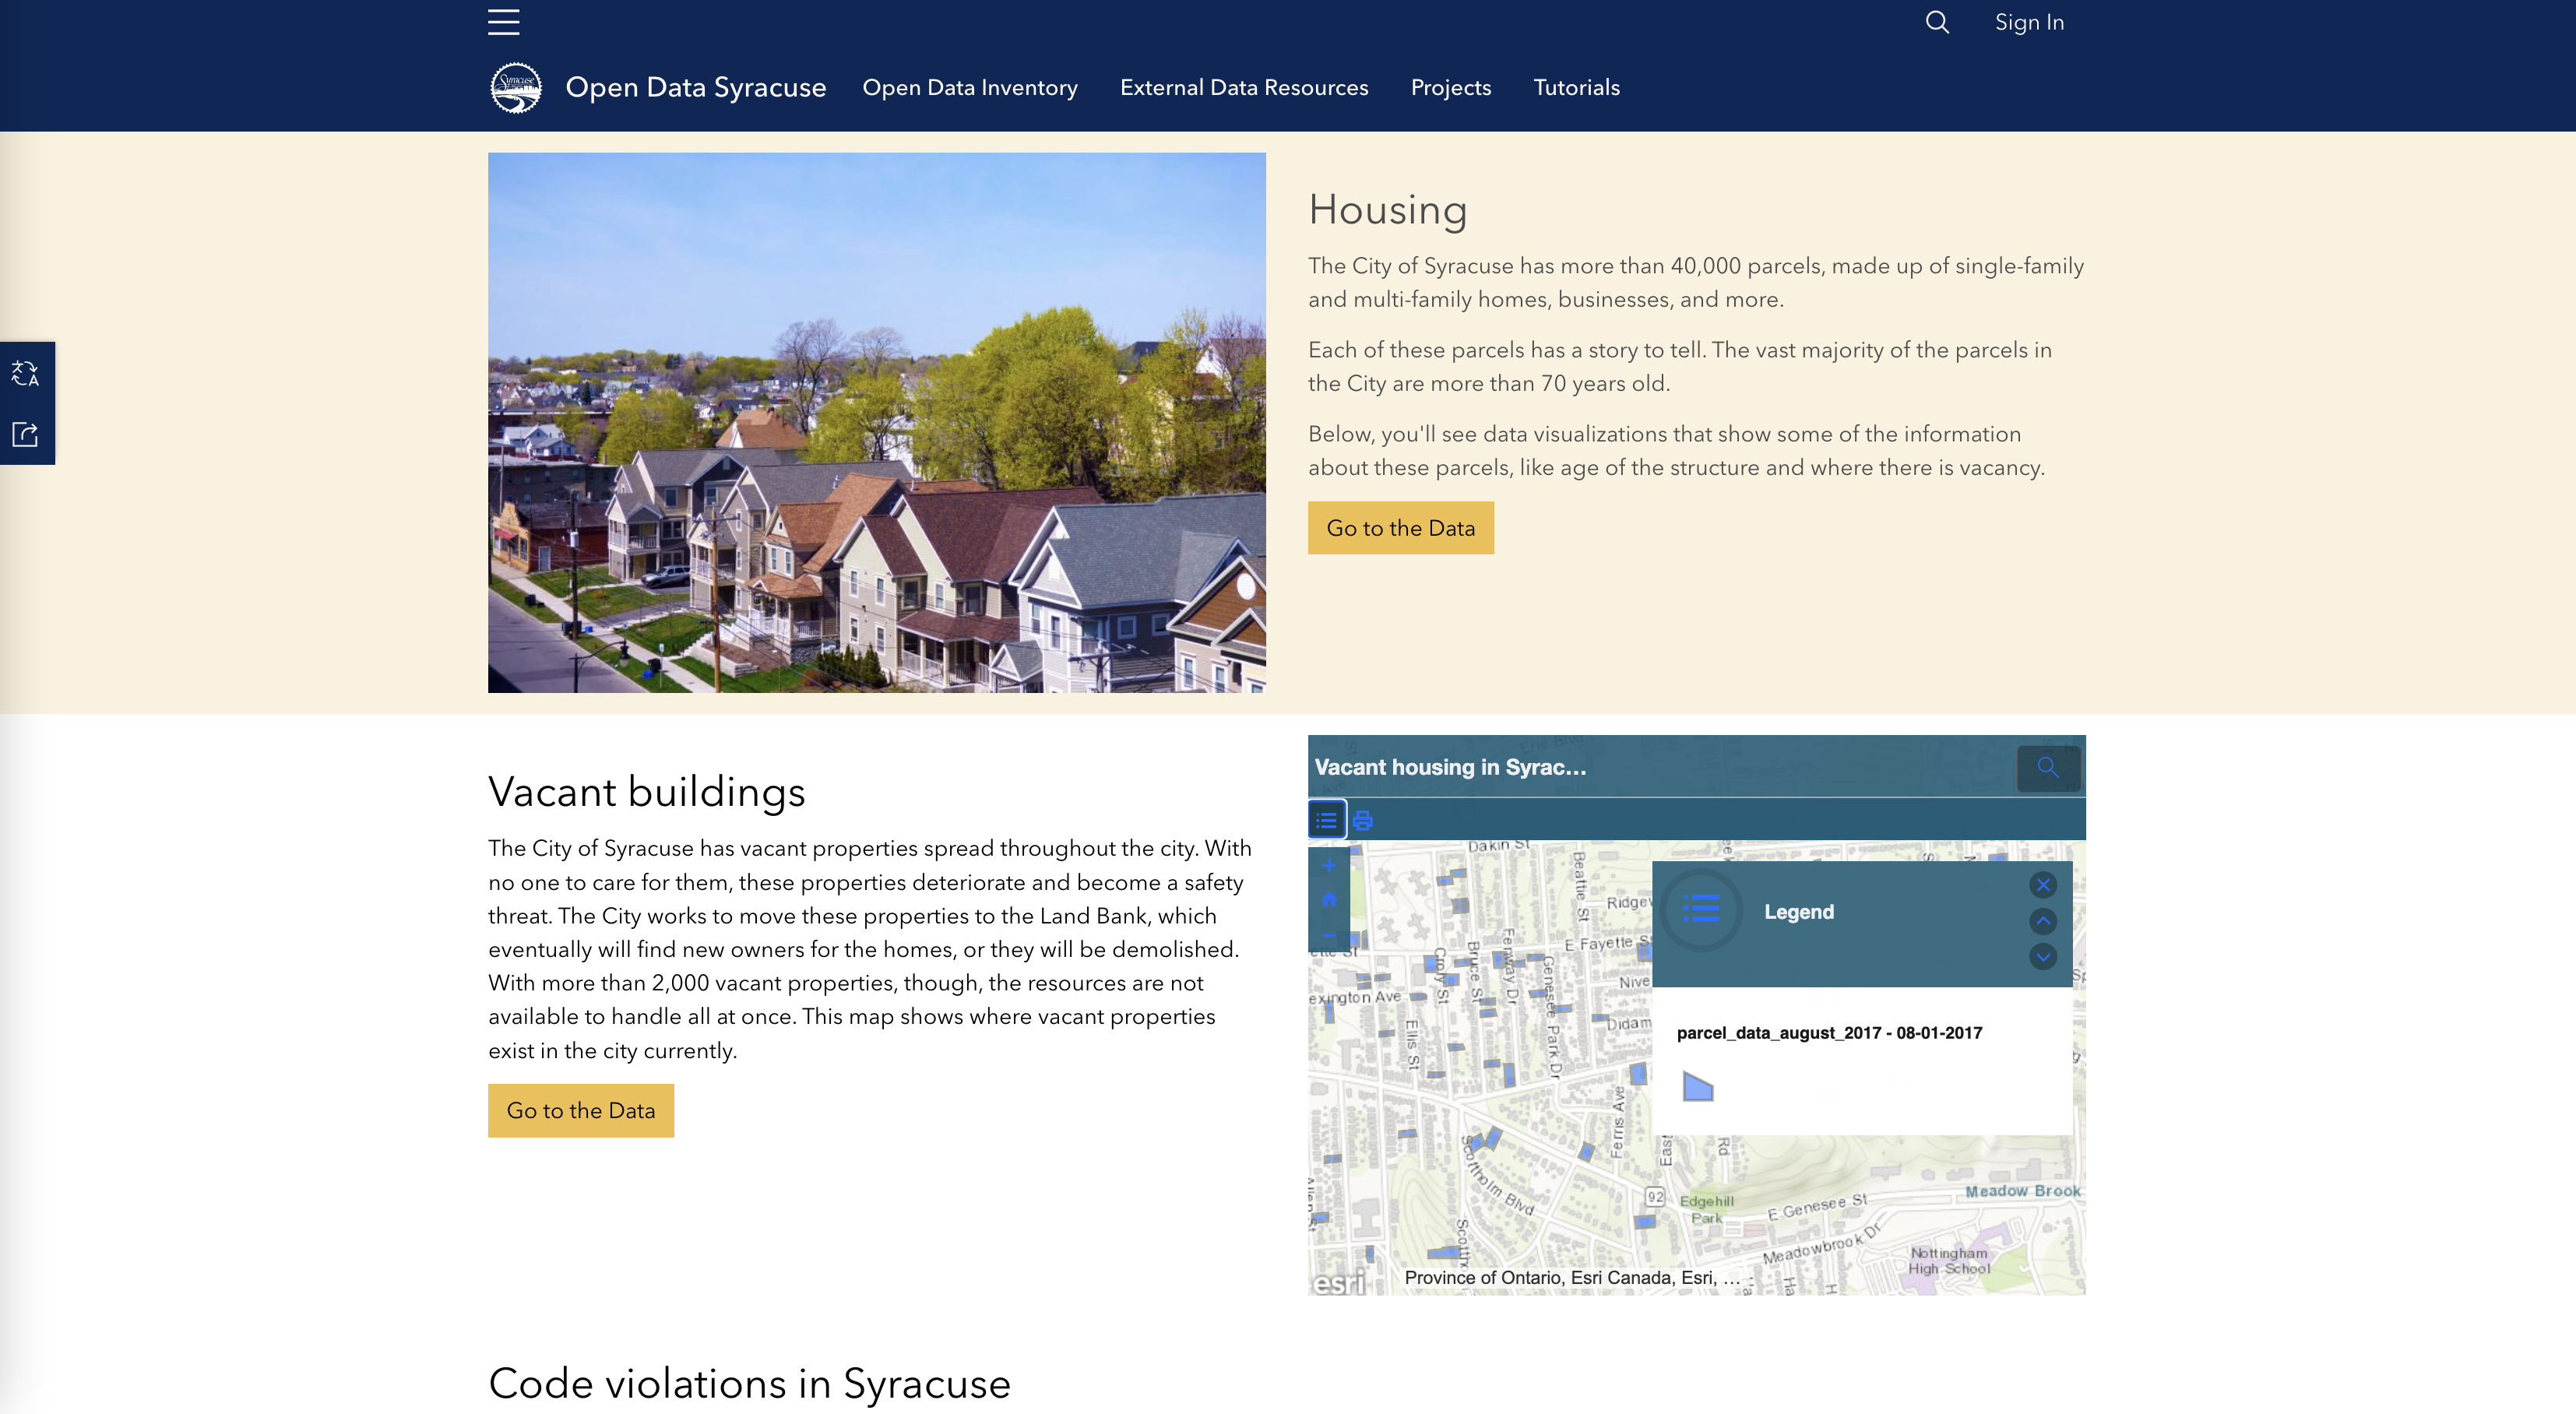 Sign In
Syracuse
Open Data Syracuse
Open Data Inventory
External Data Resources
Projects
Tutorials
Housing
The City of Syracuse has more than 40,000 parcels, made up of single-family
and multi-family homes, businesses, and more.
Each of these parcels has a story to tell. The vast majority of the parcels in
the City are more than 70 years old.
Below, you'll see data visualizations that show some of the information
about these parcels, like age of the structure and where there is vacancy.
Go to the Data
Vacant buildings
The City of Syracuse has vacant properties spread throughout the city. With
no one to care for them, these properties deteriorate and become a safety
threat. The City works to move these properties to the Land Bank, which
eventually will find new owners for the homes, or they will be demolished.
With more than 2,000 vacant properties, though, the resources are not
available to handle all at once. This map shows where vacant properties
exist in the city currently.
Go to the Data
Vacant housing in Syrac...
Legend
parcel_data_august_2017 - 08-01-2017
Dakin St
Beattie St
Ridgew
E Fayette S
ette St
Croly St
Bruce St
Fernway Dr
Genesee Park Dr
Nive
exington Ave
Didam
Ellis St
Ferris Ave
East
Rd
Scottholm Blvd
92
Edgehill
Park
E Genesee St
Meadow Brook
Meadowbrook Dr
Nottingham
High School
esri
Province of Ontario, Esri Canada, Esri, ...
Code violations in Syracuse